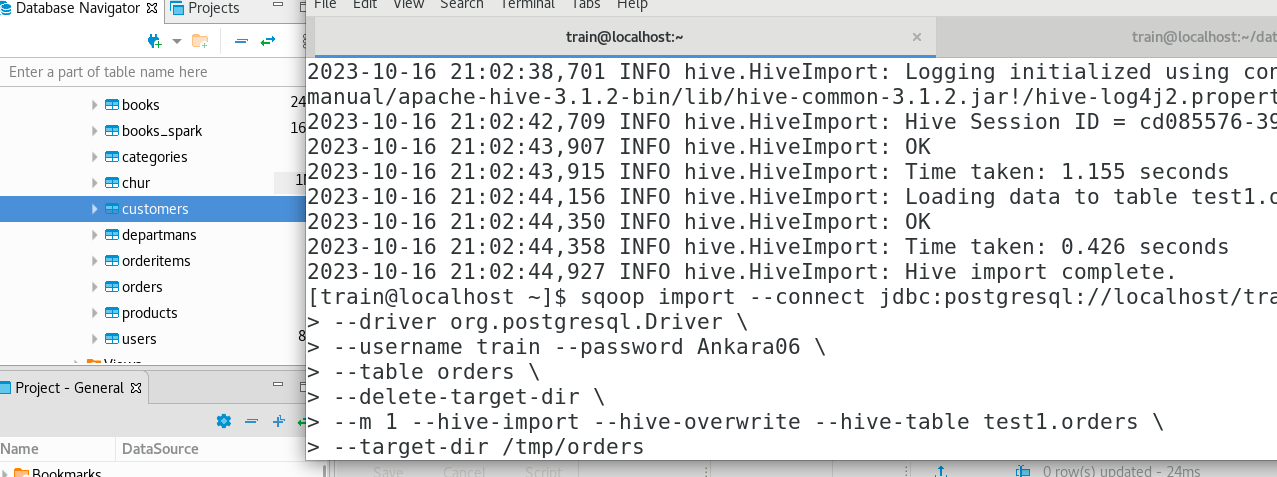 Database Navigator
Projects
Enter a part of table name here
books 24
books_spark 16
categories
chur 1
customers
departmans
orderitems
orders
products
users 8
Views
Project - General
Name DataSource
Bookmarks
File Edit View Search Terminal Tabs Help
train@localhost:~ × train@localhost:~/dat
2023-10-16 21:02:38,701 INFO hive.HiveImport: Logging initialized using con
manual/apache-hive-3.1.2-bin/lib/hive-common-3.1.2.jar!/hive-log4j2.propert
2023-10-16 21:02:42,709 INFO hive.HiveImport: Hive Session ID = cd085576-39
2023-10-16 21:02:43,907 INFO hive.HiveImport: OK
2023-10-16 21:02:43,915 INFO hive.HiveImport: Time taken: 1.155 seconds
2023-10-16 21:02:44,156 INFO hive.HiveImport: Loading data to table test1.o
2023-10-16 21:02:44,350 INFO hive.HiveImport: OK
2023-10-16 21:02:44,358 INFO hive.HiveImport: Time taken: 0.426 seconds
2023-10-16 21:02:44,927 INFO hive.HiveImport: Hive import complete.
[train@localhost ~]$ sqoop import --connect jdbc:postgresql://localhost/tra
> --driver org.postgresql.Driver \
> --username train --password Ankara06 \
> --table orders \
> --delete-target-dir \
> --m 1 --hive-import --hive-overwrite --hive-table test1.orders \
> --target-dir /tmp/orders
Save Cancel Script 0 row(s) updated - 24ms